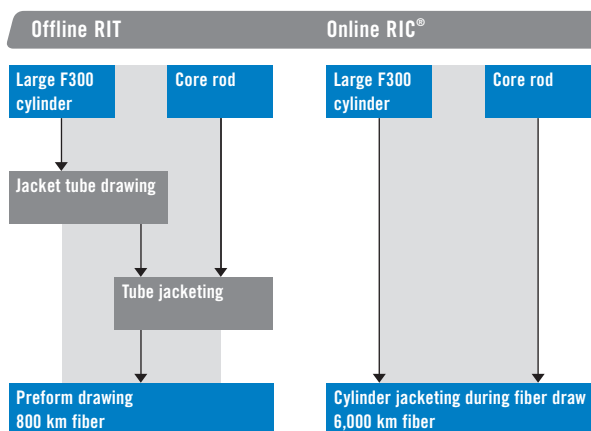 Offline RIT
Online RIC®
Large F300
cylinder
Core rod
Large F300
cylinder
Core rod
Jacket tube drawing
Tube jacketing
Preform drawing
800 km fiber
Cylinder jacketing during fiber draw
6,000 km fiber